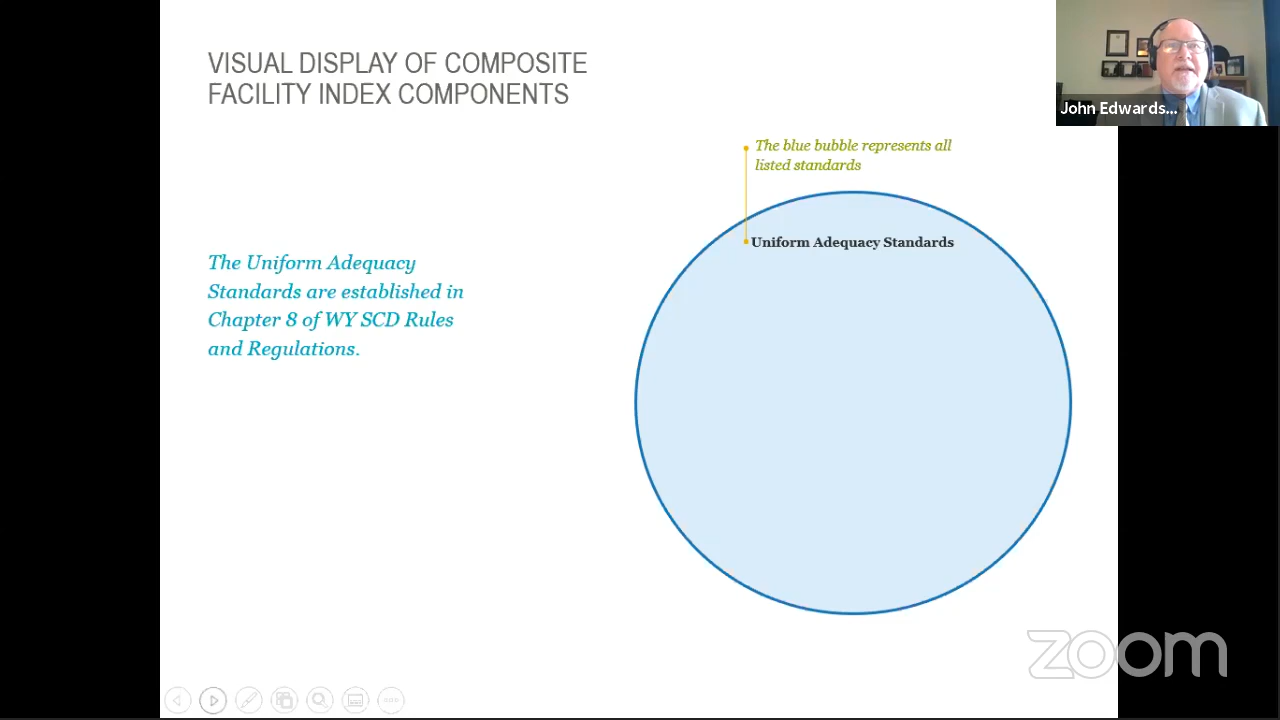 VISUAL DISPLAY OF COMPOSITE
FACILITY INDEX COMPONENTS
John Edwards...
The blue bubble represents all
listed standards
Uniform Adequacy Standards
The Uniform Adequacy
Standards are established in
Chapter 8 of WY SCD Rules
and Regulations.
zoom